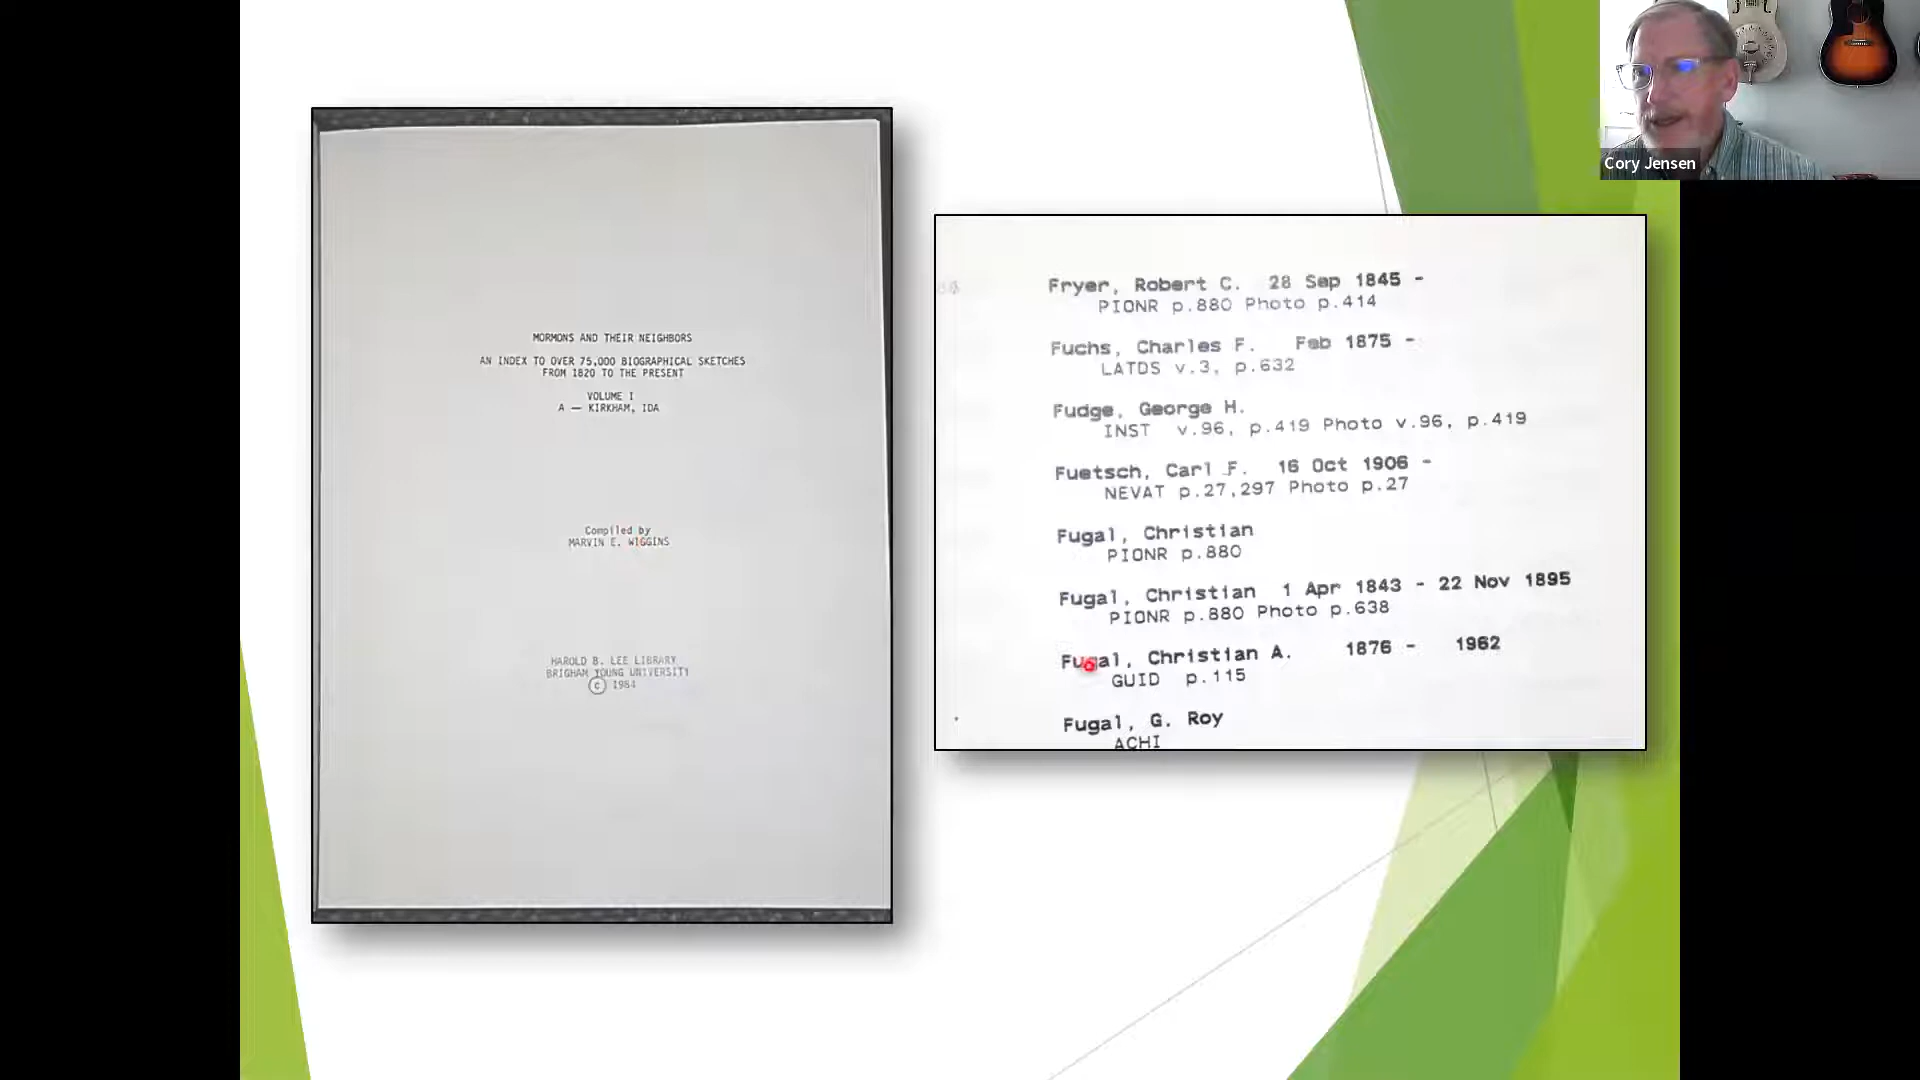 MORMONS AND THEIR NEIGHBORS
AN INDEX TO OVER 75,000 BIOGRAPHICAL SKETCHES
FROM 1820 TO THE PRESENT
VOLUME I
A — KIRKHAM, IDA
Compiled by
MARVIN E. WIGGINS
HAROLD B. LEE LIBRARY
BRIGHAM YOUNG UNIVERSITY
© 1984
Fryer, Robert C. 28 Sep 1845 -
PIONR p.880 Photo p.414
Fuchs, Charles F. Feb 1875 -
LATDS v.3, p.632
Fudge, George H.
INST v.96, p.419 Photo v.96, p.419
Fuetsch, Carl F. 16 Oct 1906 -
NEVAT p.27,297 Photo p.27
Fugal, Christian
PIONR p.880
Fugal, Christian 1 Apr 1843 - 22 Nov 1895
PIONR p.880 Photo p.638
Fugal, Christian A. 1876 - 1962
GUID p.115
Fugal, G. Roy
ACHI
Cory Jensen